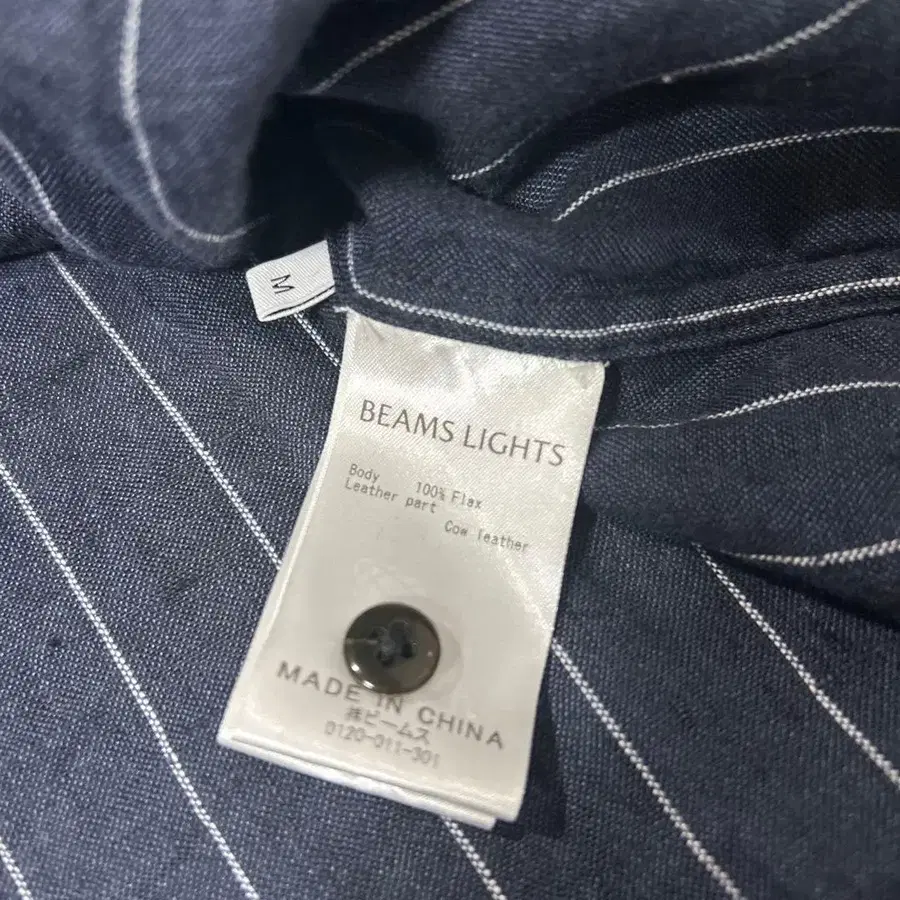 M
BEAMS LIGHTS
Body 100% Flax
Leather part
Cow leather
MADE IN CHINA
㈱ビームス
0120-011-301